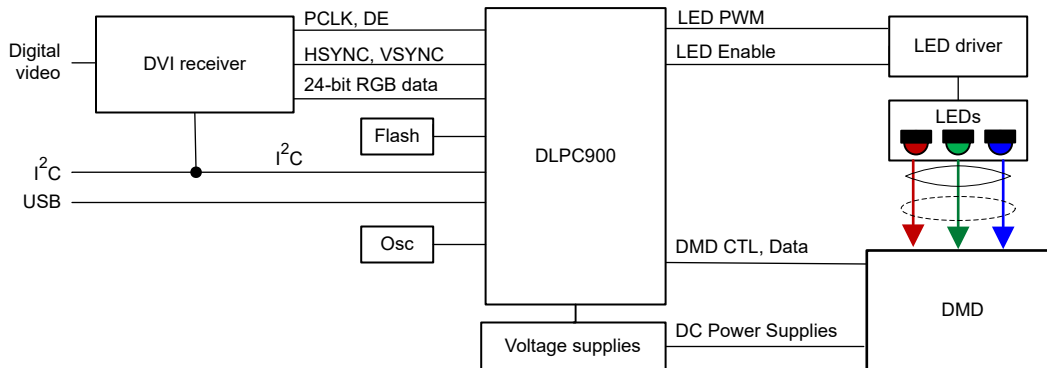 PCLK, DE
LED PWM
Digital
video
DVI receiver
LED driver
HSYNC, VSYNC
LED Enable
24-bit RGB data
LEDs
Flash
DLPC900
I²C
I²C
USB
Osc
DMD CTL, Data
DMD
Voltage supplies
DC Power Supplies